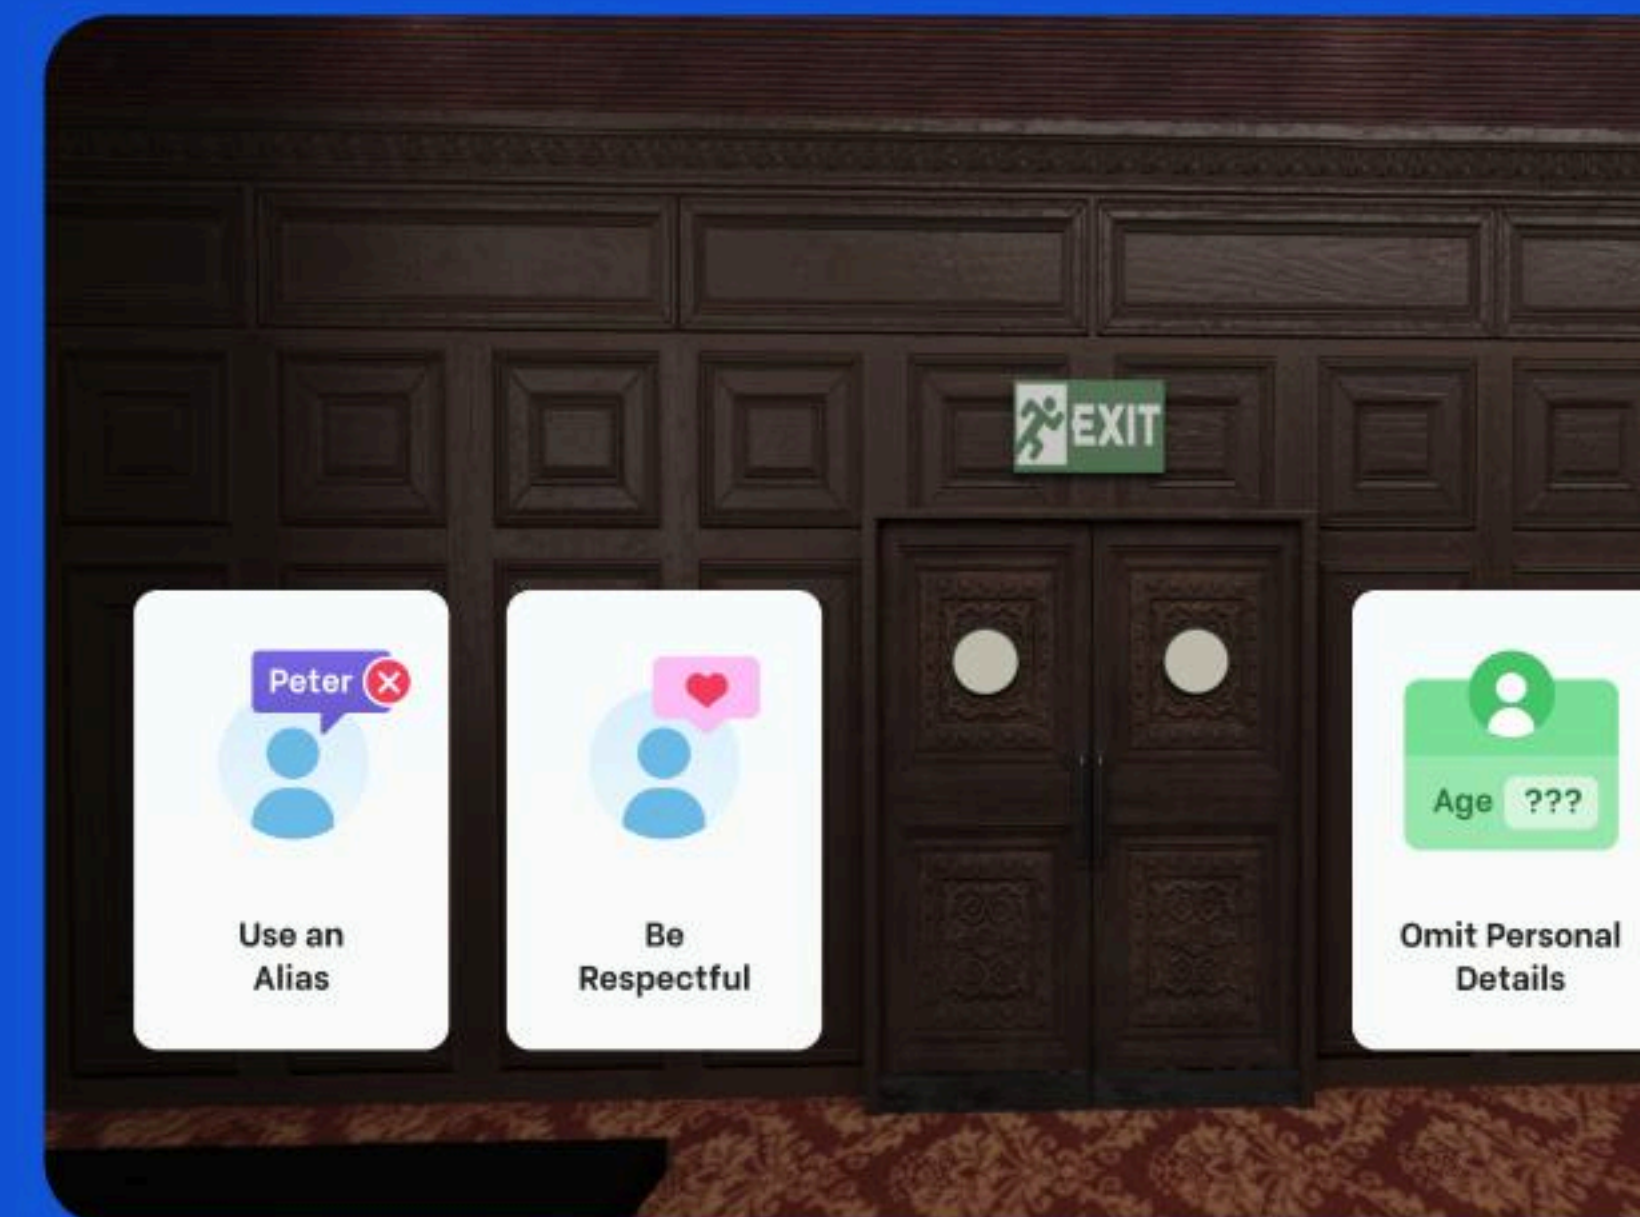 EXIT
Peter
Use an
Alias
Be
Respectful
Age ???
Omit Personal
Details